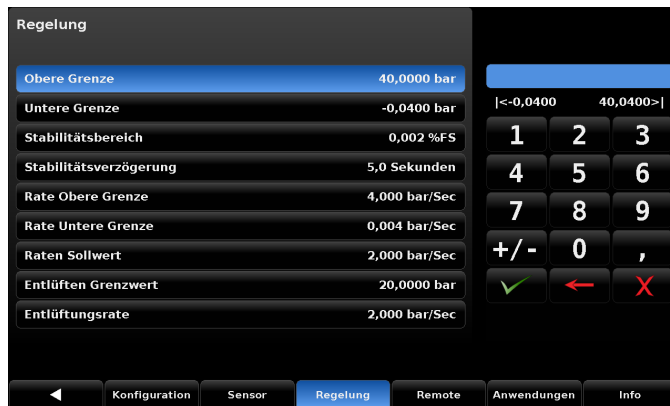 Regelung
Obere Grenze 40,0000 bar
Untere Grenze -0,0400 bar
Stabilitätsbereich 0,002 %FS
Stabilitätsverzögerung 5,0 Sekunden
Rate Obere Grenze 4,000 bar/Sec
Rate Untere Grenze 0,004 bar/Sec
Raten Sollwert 2,000 bar/Sec
Entlüften Grenzwert 20,0000 bar
Entlüftungsrate 2,000 bar/Sec
|<-0,0400 40,0400>|
1 2 3
4 5 6
7 8 9
+/- 0 ,
X
Konfiguration Sensor Regelung Remote Anwendungen Info